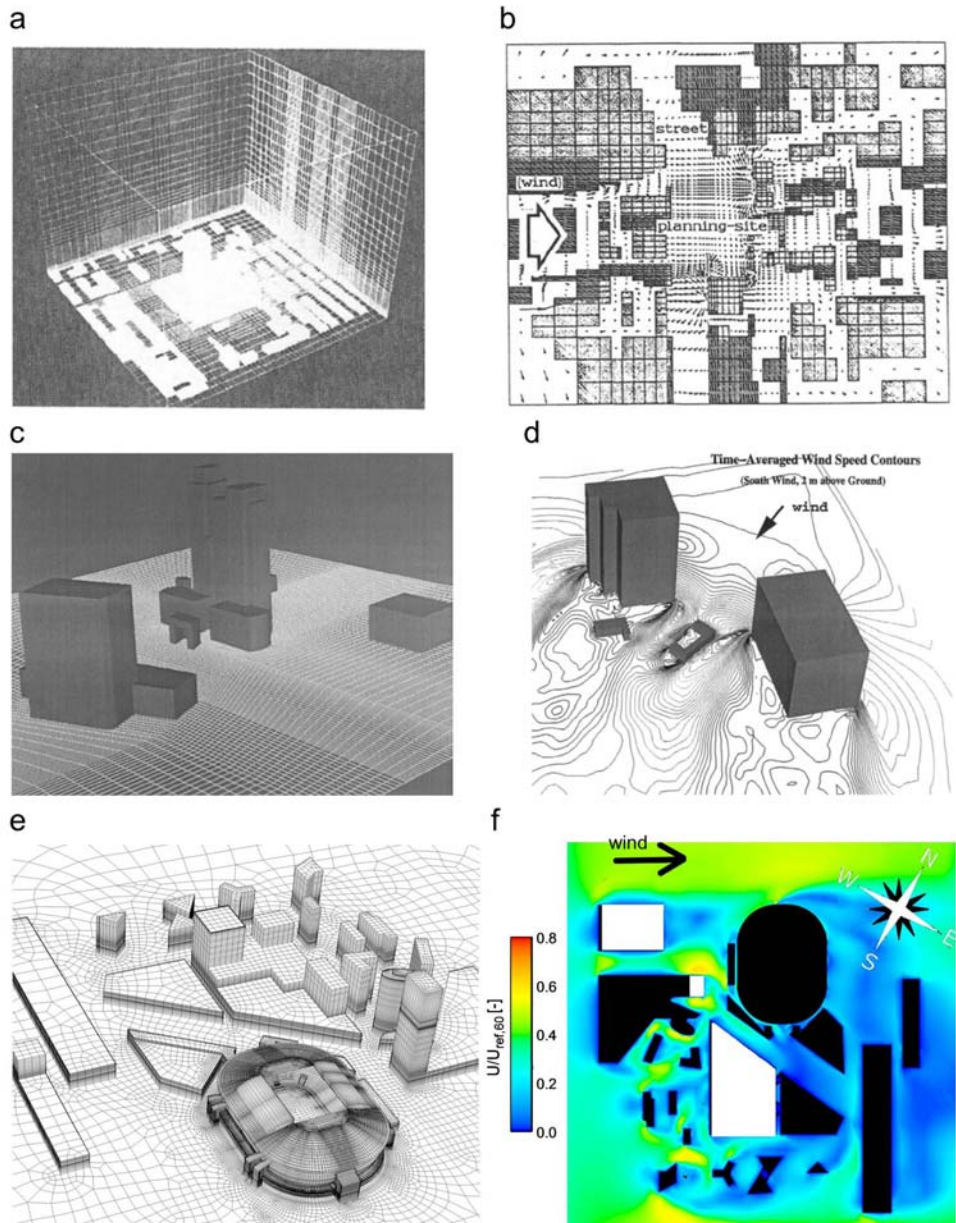 a
b
street
[wind]
planning-site
c
d
Time--Averaged Wind Speed Contours
(South Wind, 2 m above Ground)
wind
e
f
wind
N
W
E
S
0.8
0.6
0.4
0.2
0.0
U/Uref,60 [-]